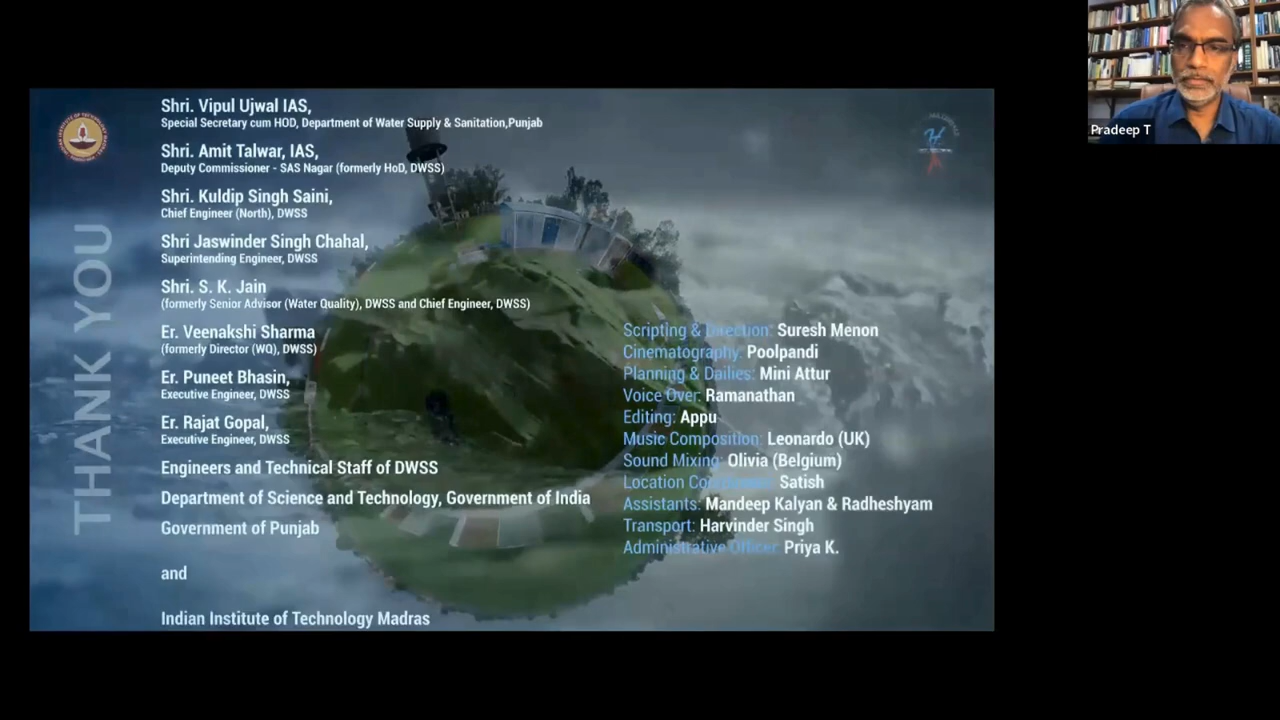 THANK YOU
Shri. Vipul Ujwal IAS,
Special Secretary cum HOD, Department of Water Supply & Sanitation,Punjab
Shri. Amit Talwar, IAS,
Deputy Commissioner - SAS Nagar (formerly HoD, DWSS)
Shri. Kuldip Singh Saini,
Chief Engineer (North), DWSS
Shri Jaswinder Singh Chahal,
Superintending Engineer, DWSS
Shri. S. K. Jain
(formerly Senior Advisor (Water Quality), DWSS and Chief Engineer, DWSS)
Er. Veenakshi Sharma
(formerly Director (WQ), DWSS)
Er. Puneet Bhasin,
Executive Engineer, DWSS
Er. Rajat Gopal,
Executive Engineer, DWSS
Engineers and Technical Staff of DWSS
Department of Science and Technology, Government of India
Government of Punjab
and
Indian Institute of Technology Madras
Scripting & Direction: Suresh Menon
Cinematography: Poolpandi
Planning & Dailies: Mini Attur
Voice Over: Ramanathan
Editing: Appu
Music Composition: Leonardo (UK)
Sound Mixing: Olivia (Belgium)
Location Satish
Assistants: Mandeep Kalyan & Radheshyam
Transport: Harvinder Singh
Administrative Officer: Priya K.
Pradeep T